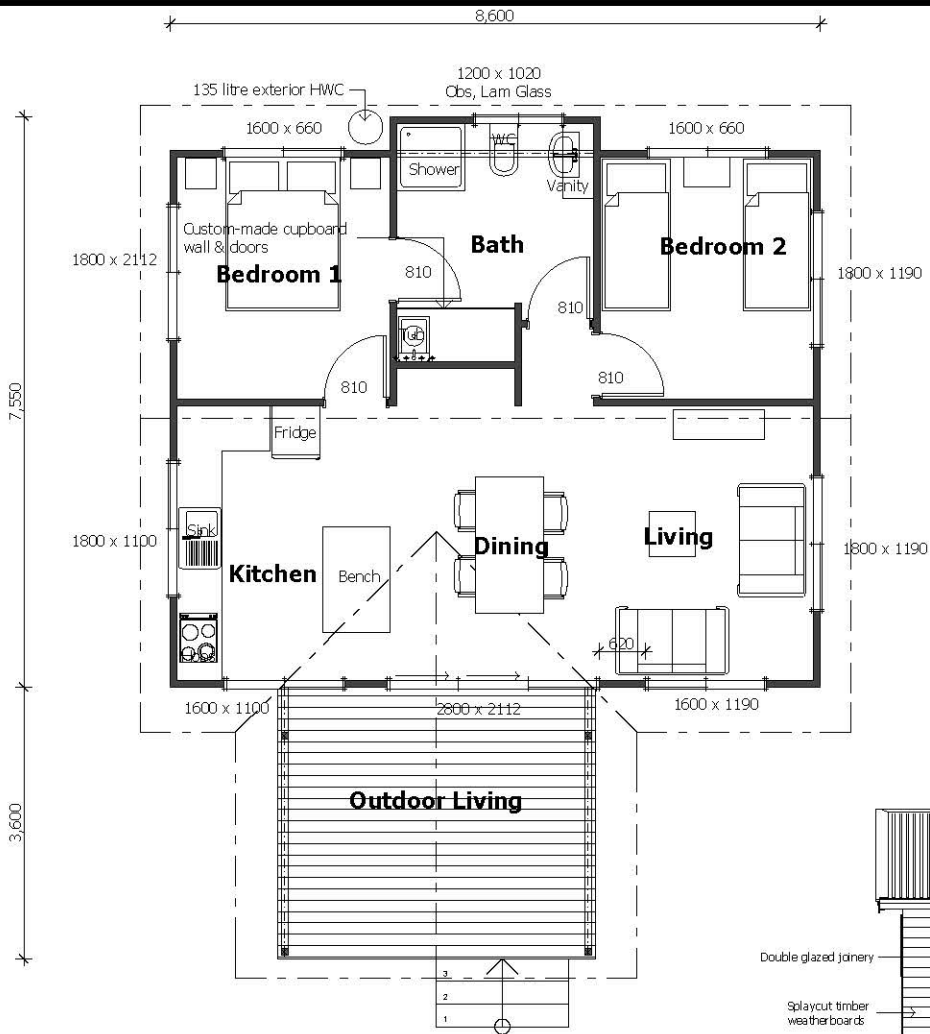 8,600
1200 x 1020
Obs, Lam Glass
135 litre exterior HWC
1600 x 660
1600 x 660
WC
Shower
Vanity
Custom-made cupboard
wall & doors
Bath
Bedroom 1
Bedroom 2
1800 x 2112
1800 x 1190
810
810
Tub
810
810
7,550
Fridge
Sink
1800 x 1100
Kitchen
Bench
Dining
Living
1800 x 1190
620
1600 x 1100
2800 x 2112
1600 x 1190
Outdoor Living
3,600
3
2
1
Double glazed joinery
Splaycut timber
weatherboards